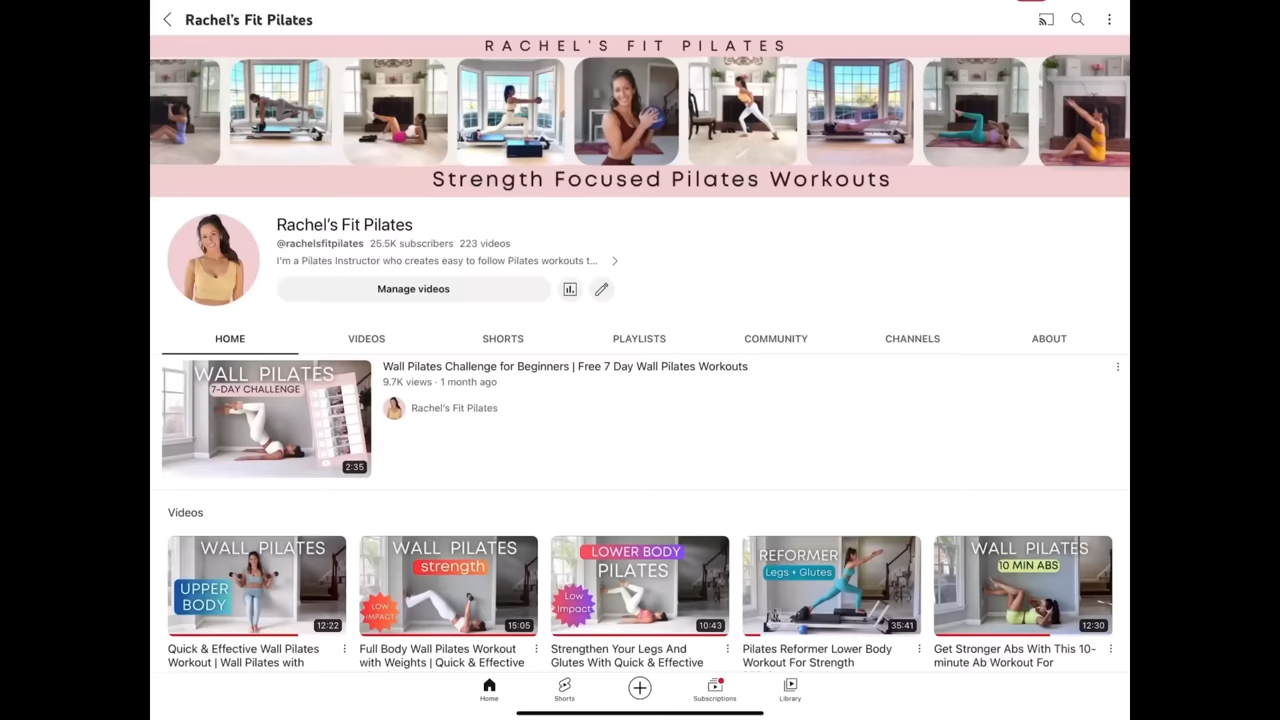 Rachel's Fit Pilates
RACHEL'S FIT PILATES
Strength Focused Pilates Workouts
Rachel's Fit Pilates
@rachelsfitpilates 25.5K subscribers 223 videos
I'm a Pilates Instructor who creates easy to follow Pilates workouts t...
Manage videos
HOME VIDEOS SHORTS PLAYLISTS COMMUNITY CHANNELS ABOUT
WALL PILATES
7-DAY CHALLENGE
2:35
Wall Pilates Challenge for Beginners | Free 7 Day Wall Pilates Workouts
9.7K views · 1 month ago
Rachel's Fit Pilates
Videos
WALL PILATES
UPPER
BODY
12:22
Quick & Effective Wall Pilates
Workout | Wall Pilates with
WALL PILATES
strength
LOW
IMPACT
15:05
Full Body Wall Pilates Workout
with Weights | Quick & Effective
LOWER BODY
PILATES
Low
Impact
10:43
Strengthen Your Legs And
Glutes With Quick & Effective
REFORMER
Legs + Glutes
35:41
Pilates Reformer Lower Body
Workout For Strength
WALL PILATES
10 MIN ABS
12:30
Get Stronger Abs With This 10-
minute Ab Workout For
Home Shorts Subscriptions Library